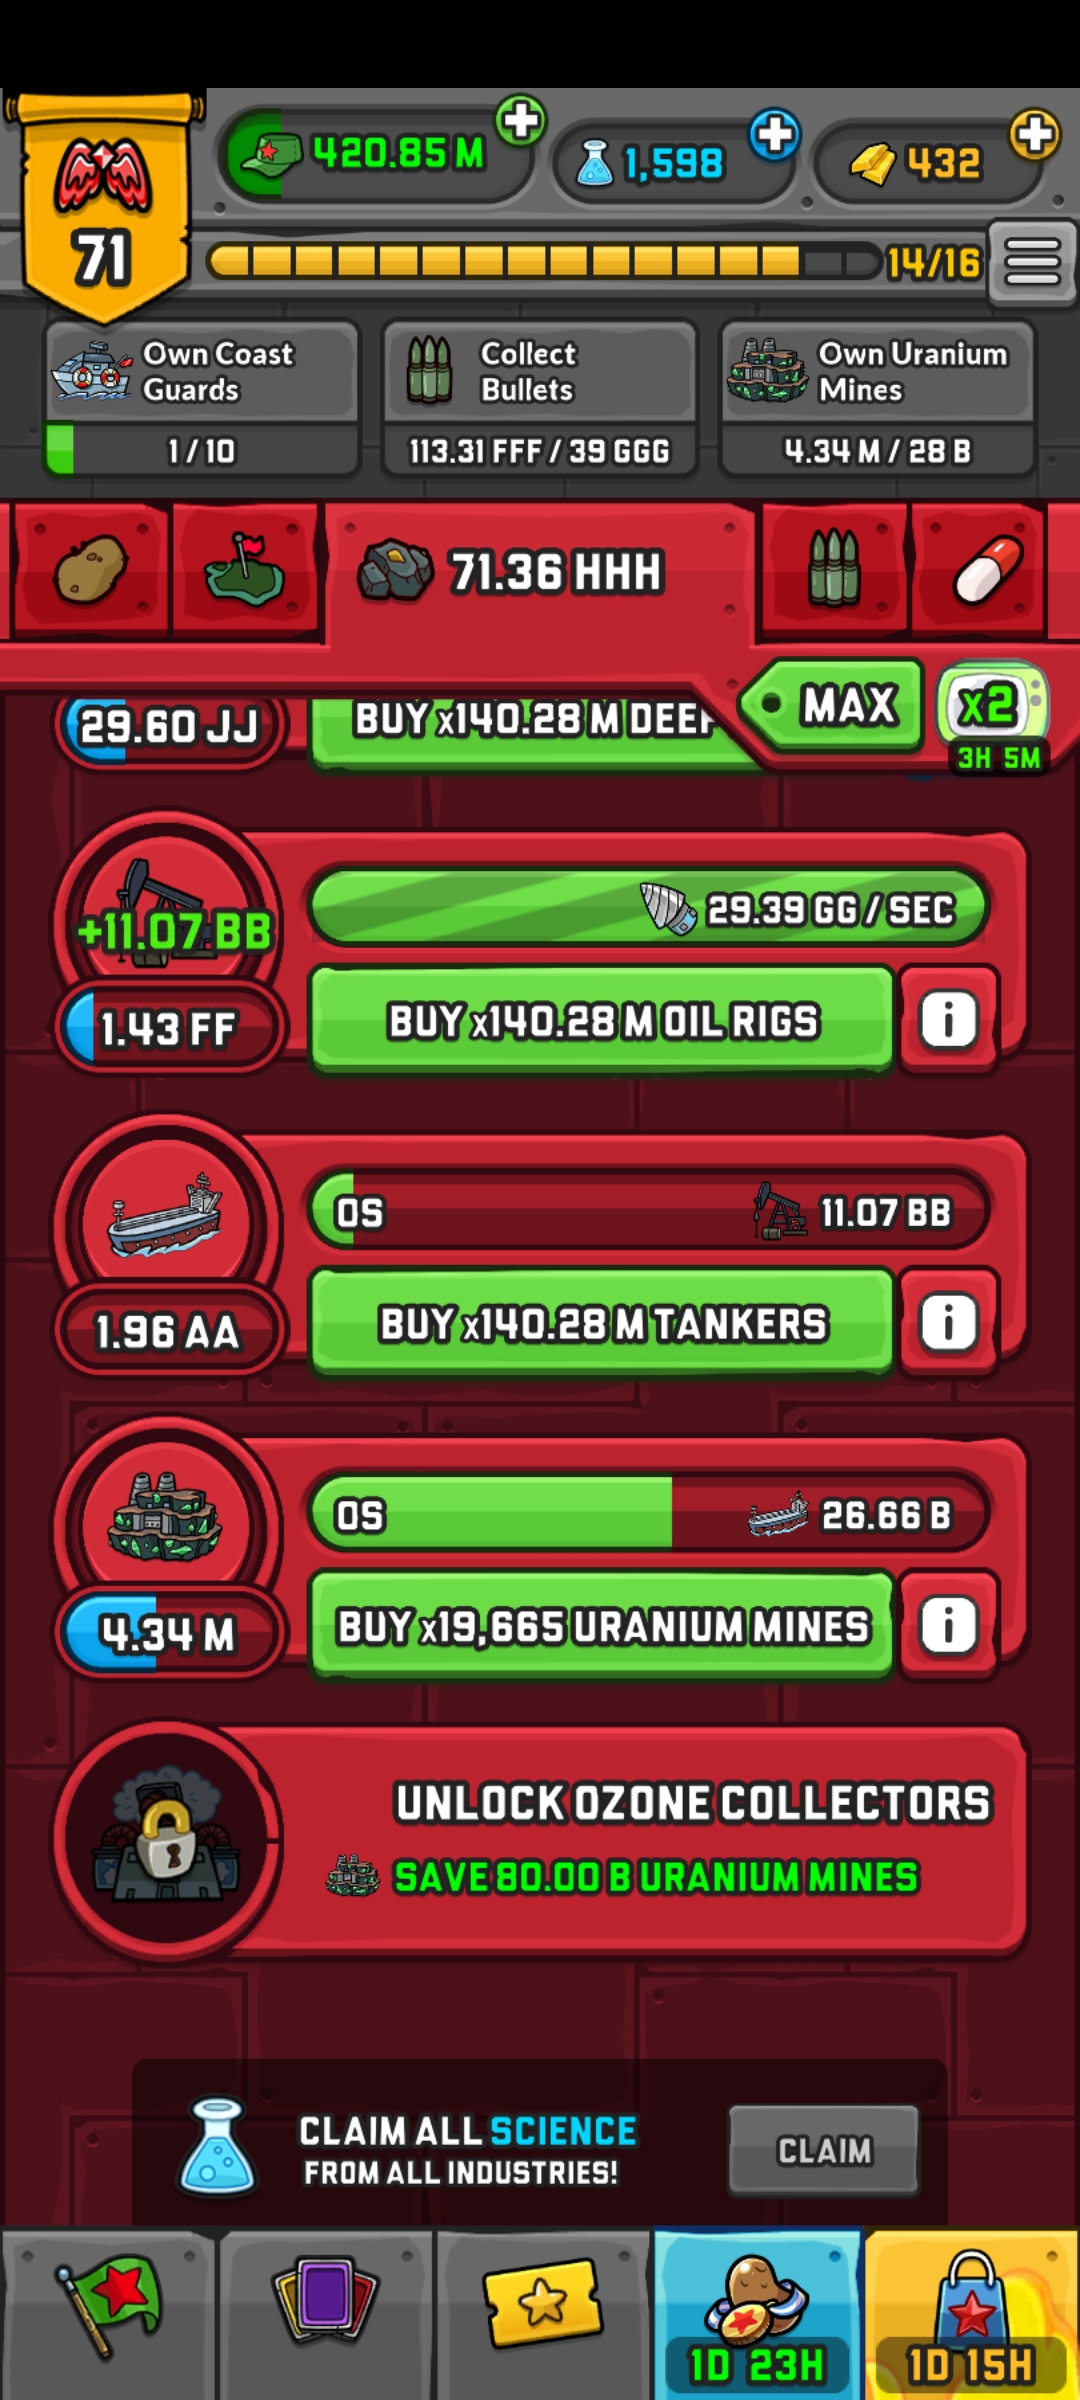 420.85 M
1,598
432
71
14/16
Own Coast
Guards
1 / 10
Collect
Bullets
113.31 FFF / 39 GGG
Own Uranium
Mines
4.34 M / 28 B
71.36 HHH
MAX
x2
3H 5M
29.60 JJ
BUY x140.28 M DEEP
+11.07 BB
29.39 GG / SEC
1.43 FF
BUY x140.28 M OIL RIGS
i
0S
11.07 BB
1.96 AA
BUY x140.28 M TANKERS
i
0S
26.66 B
4.34 M
BUY x19,665 URANIUM MINES
i
UNLOCK OZONE COLLECTORS
SAVE 80.00 B URANIUM MINES
CLAIM ALL SCIENCE
FROM ALL INDUSTRIES!
CLAIM
1D 23H
1D 15H